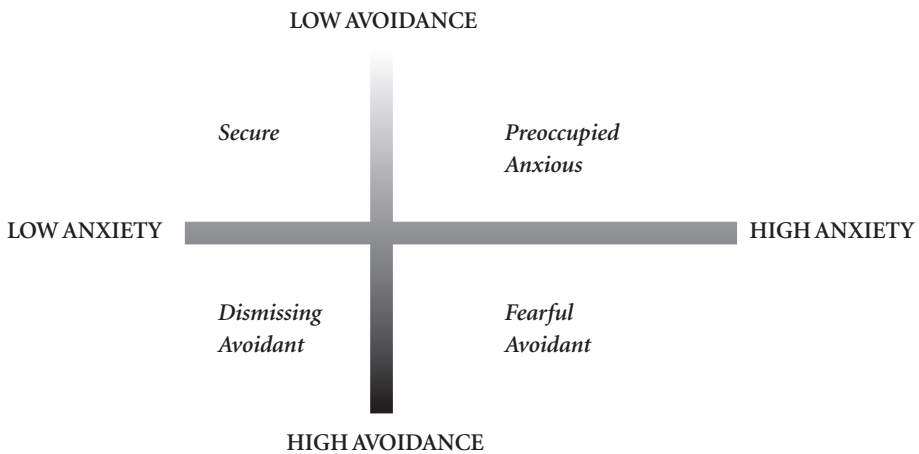 LOW AVOIDANCE
Secure
Preoccupied
Anxious
LOW ANXIETY
HIGH ANXIETY
Dismissing
Avoidant
Fearful
Avoidant
HIGH AVOIDANCE